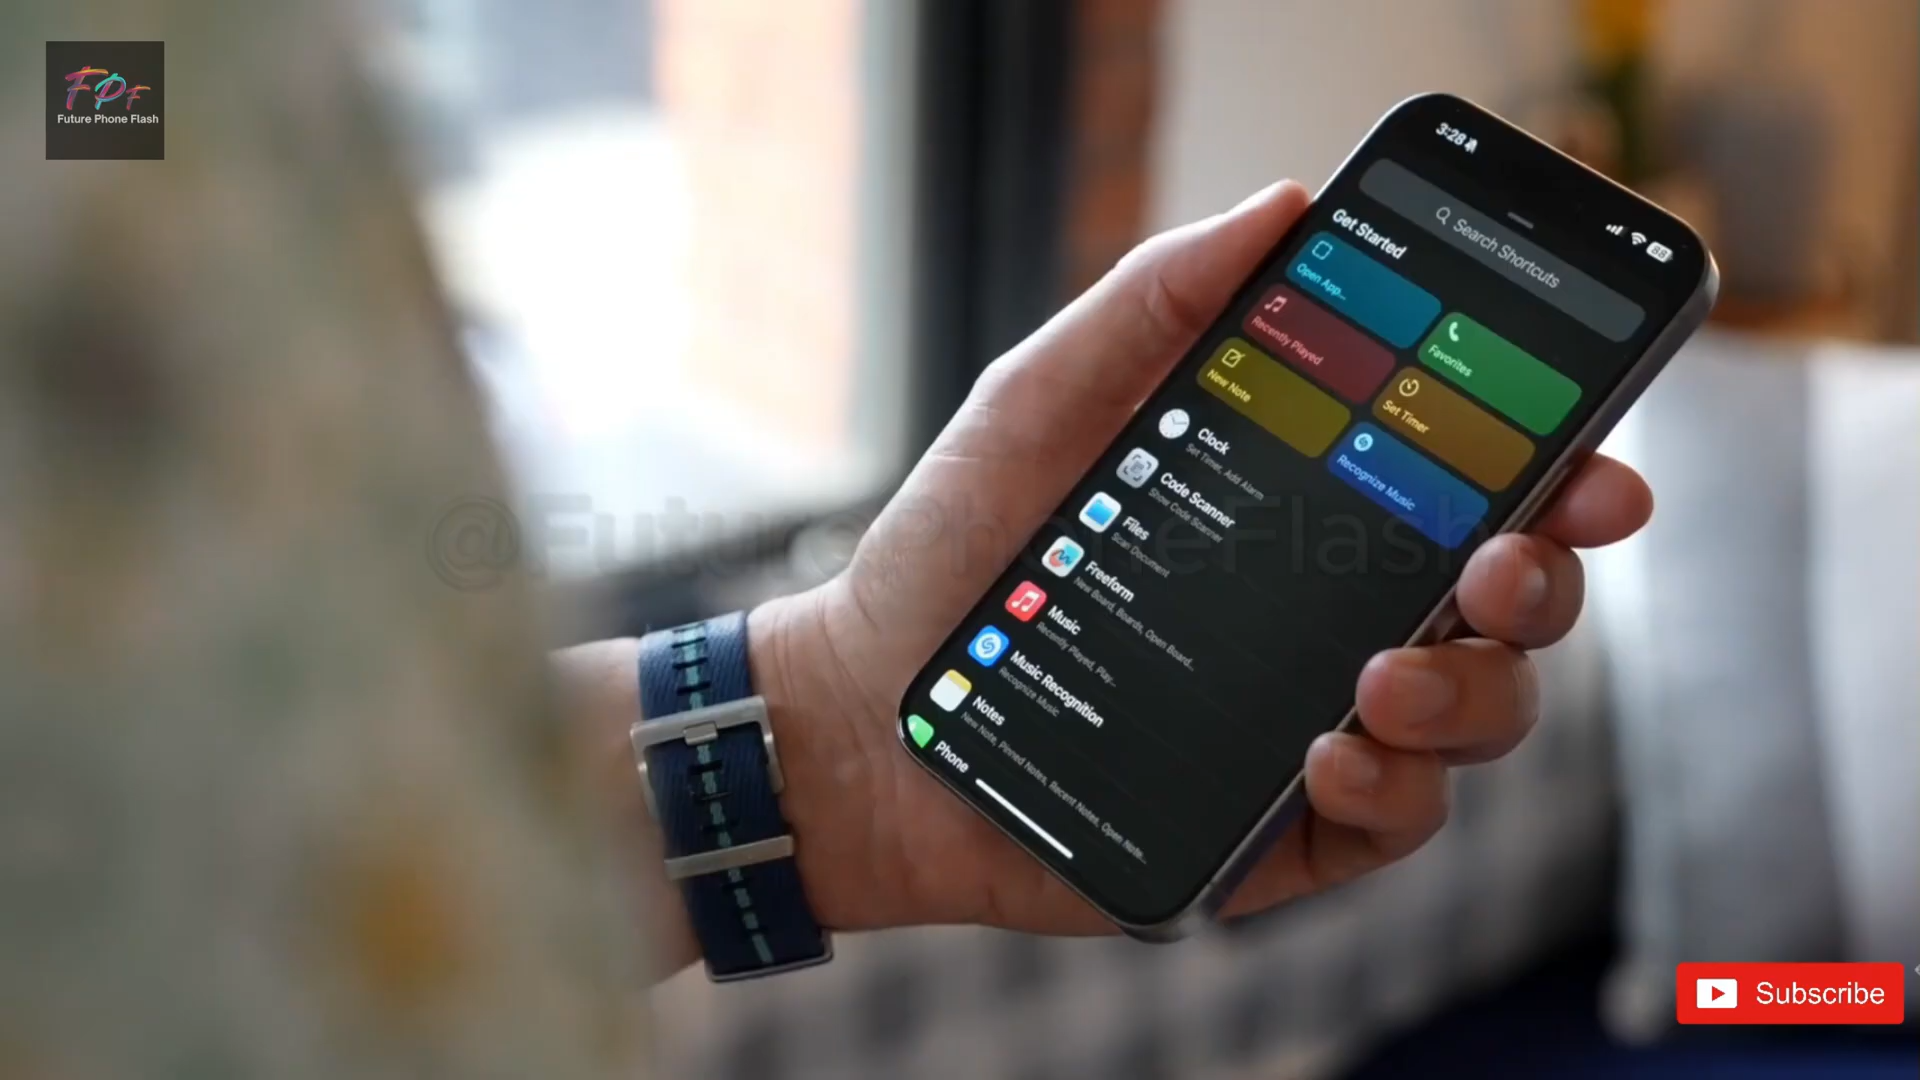 FPF
Future Phone Flash
3:28
88
Search Shortcuts
Get Started
Open App...
Favorites
Recently Played
Set Timer
New Note
Recognize Music
Clock
Set Timer, Add Alarm
Code Scanner
Show Code Scanner
Files
Scan Document
Freeform
New Board, Boards, Open Board...
Music
Recently Played, Play...
Music Recognition
Recognize Music
Notes
New Note, Pinned Notes, Recent Notes, Open Note...
Phone
@FuturePhoneFlash
Subscribe